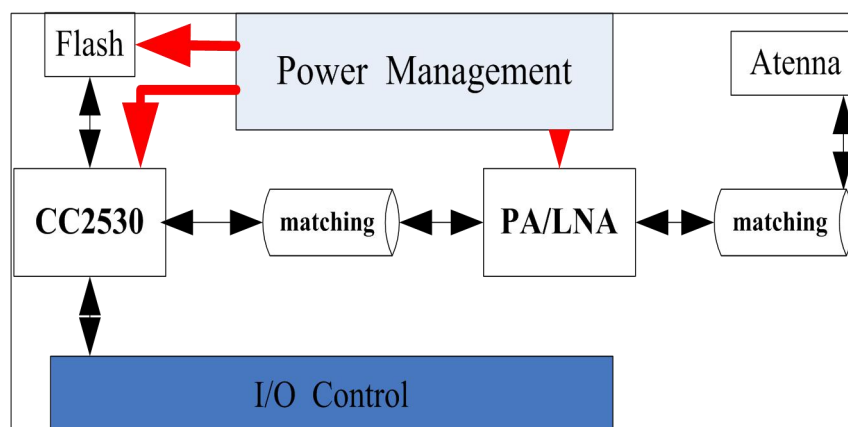 Flash
Power Management
Atenna
CC2530
matching
PA/LNA
matching
I/O Control